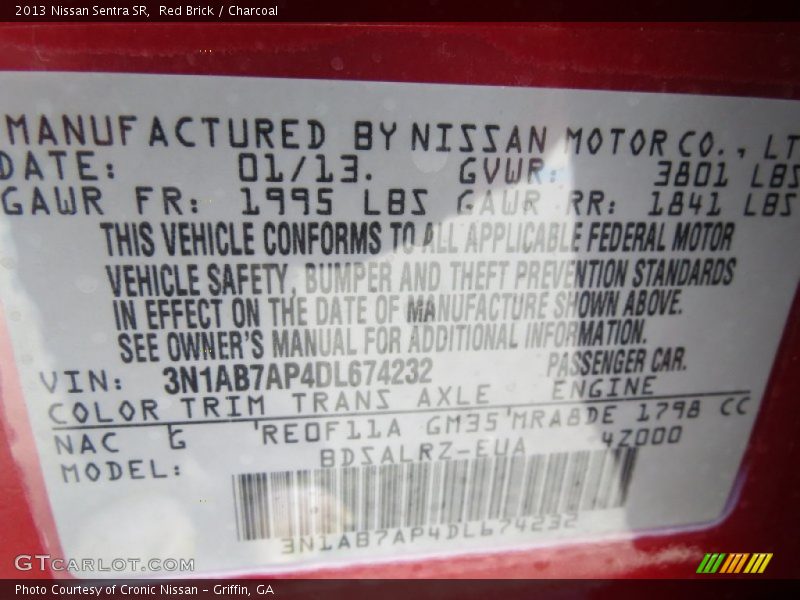 2013 Nissan Sentra SR, Red Brick / Charcoal
MANUFACTURED BY NISSAN MOTOR CO., LT
DATE: 01/13. GVWR: 3801 LBS
GAWR FR: 1995 LBS GAWR RR: 1841 LBS
THIS VEHICLE CONFORMS TO ALL APPLICABLE FEDERAL MOTOR
VEHICLE SAFETY, BUMPER AND THEFT PREVENTION STANDARDS
IN EFFECT ON THE DATE OF MANUFACTURE SHOWN ABOVE.
SEE OWNER'S MANUAL FOR ADDITIONAL INFORMATION.
VIN: 3N1AB7AP4DL674232 PASSENGER CAR.
COLOR TRIM TRANS AXLE ENGINE
NAC G 'RE0F11A GM35'MRA8DE 1798 CC
MODEL: BDSALRZ-EUA 4Z000
3N1AB7AP4DL674232
GTCARLOT.COM
Photo Courtesy of Cronic Nissan - Griffin, GA